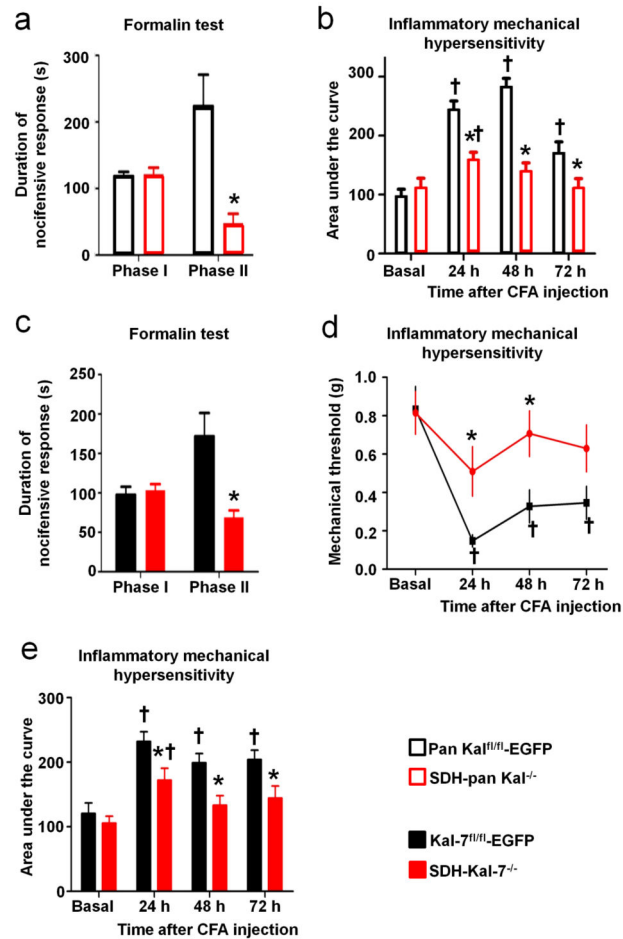 a
Formalin test
Duration of
nocifensive response (s)
300
200
100
0
*
Phase I
Phase II
b
Inflammatory mechanical
hypersensitivity
Area under the curve
300
200
100
0
†
*†
†
*
†
*
Basal
24 h
48 h
72 h
Time after CFA injection
c
Formalin test
Duration of
nocifensive response (s)
250
200
150
100
50
0
*
Phase I
Phase II
d
Inflammatory mechanical
hypersensitivity
Mechanical threshold (g)
1.0
0.8
0.6
0.4
0.2
0
*
*
†
†
†
Basal
24 h
48 h
72 h
Time after CFA injection
e
Inflammatory mechanical
hypersensitivity
Area under the curve
300
200
100
0
†
*†
†
*
†
*
Basal
24 h
48 h
72 h
Time after CFA injection
Pan Kalfl/fl-EGFP
SDH-pan Kal-/-
Kal-7fl/fl-EGFP
SDH-Kal-7-/-